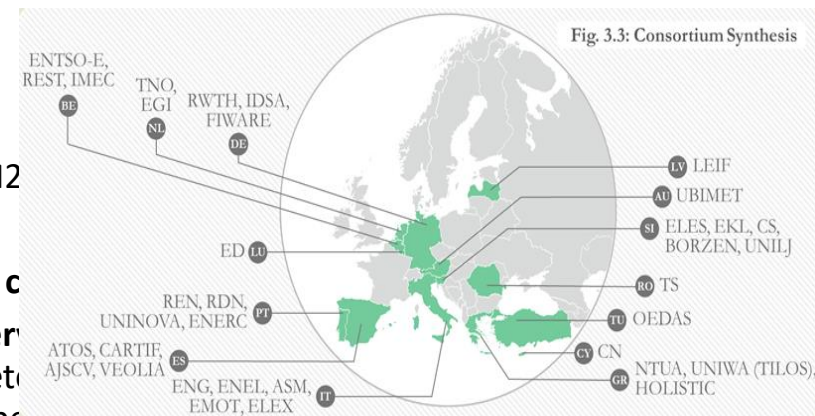 Fig. 3.3: Consortium Synthesis
ENTSO-E,
REST, IMEC
BE
TNO,
EGI
NL
RWTH, IDSA,
FIWARE
DE
LV LEIF
AU UBIMET
SI ELES, EKL, CS,
BORZEN, UNILJ
ED LU
RO TS
REN, RDN,
UNINOVA, ENERC PT
TU OEDAS
ATOS, CARTIF,
AJSCV, VEOLIA ES
CY CN
ENG, ENEL, ASM,
EMOT, ELEX IT
GR NTUA, UNIWA (TILOS),
HOLISTIC